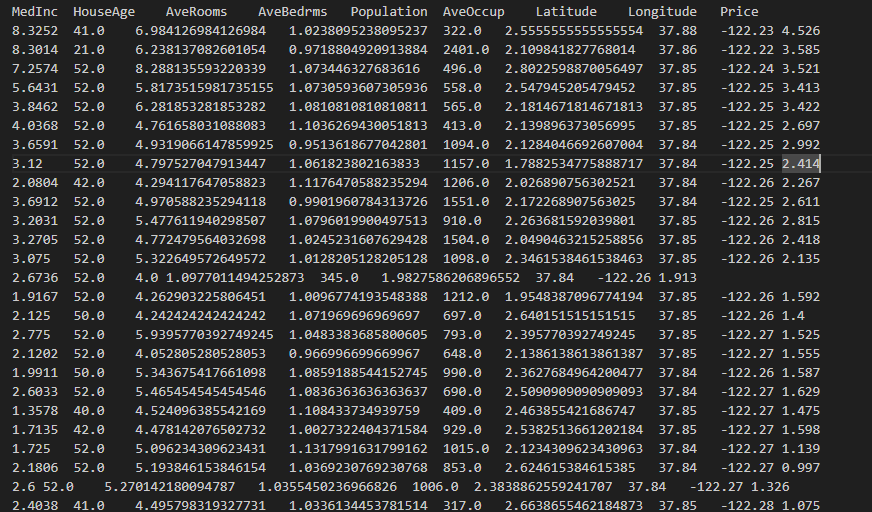 MedInc HouseAge AveRooms AveBedrms Population AveOccup Latitude Longitude Price
8.3252 41.0 6.984126984126984 1.0238095238095237 322.0 2.5555555555555554 37.88 -122.23 4.526
8.3014 21.0 6.238137082601054 0.9718804920913884 2401.0 2.109841827768014 37.86 -122.22 3.585
7.2574 52.0 8.288135593220339 1.073446327683616 496.0 2.8022598870056497 37.85 -122.24 3.521
5.6431 52.0 5.8173515981735155 1.0730593607305936 558.0 2.547945205479452 37.85 -122.25 3.413
3.8462 52.0 6.281853281853282 1.0810810810810811 565.0 2.1814671814671813 37.85 -122.25 3.422
4.0368 52.0 4.761658031088083 1.1036269430051813 413.0 2.139896373056995 37.85 -122.25 2.697
3.6591 52.0 4.9319066147859925 0.9513618677042801 1094.0 2.1284046692607004 37.84 -122.25 2.992
3.12 52.0 4.797527047913447 1.061823802163833 1157.0 1.7882534775888717 37.84 -122.25 2.414
2.0804 42.0 4.294117647058823 1.1176470588235294 1206.0 2.026890756302521 37.84 -122.26 2.267
3.6912 52.0 4.970588235294118 0.9901960784313726 1551.0 2.172268907563025 37.84 -122.25 2.611
3.2031 52.0 5.477611940298507 1.0796019900497513 910.0 2.263681592039801 37.85 -122.26 2.815
3.2705 52.0 4.772479564032698 1.0245231607629428 1504.0 2.0490463215258856 37.85 -122.26 2.418
3.075 52.0 5.322649572649572 1.0128205128205128 1098.0 2.3461538461538463 37.85 -122.26 2.135
2.6736 52.0 4.0 1.0977011494252873 345.0 1.9827586206896552 37.84 -122.26 1.913
1.9167 52.0 4.262903225806451 1.0096774193548388 1212.0 1.9548387096774194 37.85 -122.26 1.592
2.125 50.0 4.242424242424242 1.071969696969697 697.0 2.640151515151515 37.85 -122.26 1.4
2.775 52.0 5.9395770392749245 1.0483383685800605 793.0 2.395770392749245 37.85 -122.27 1.525
2.1202 52.0 4.052805280528053 0.966996699669967 648.0 2.1386138613861387 37.85 -122.27 1.555
1.9911 50.0 5.343675417661098 1.0859188544152745 990.0 2.3627684964200477 37.84 -122.26 1.587
2.6033 52.0 5.465454545454546 1.0836363636363637 690.0 2.5090909090909093 37.84 -122.27 1.629
1.3578 40.0 4.524096385542169 1.108433734939759 409.0 2.463855421686747 37.85 -122.27 1.475
1.7135 42.0 4.478142076502732 1.0027322404371584 929.0 2.5382513661202184 37.85 -122.27 1.598
1.725 52.0 5.096234309623431 1.1317991631799162 1015.0 2.1234309623430963 37.84 -122.27 1.139
2.1806 52.0 5.193846153846154 1.0369230769230768 853.0 2.624615384615385 37.84 -122.27 0.997
2.6 52.0 5.270142180094787 1.0355450236966826 1006.0 2.3838862559241707 37.84 -122.27 1.326
2.4038 41.0 4.495798319327731 1.0336134453781514 317.0 2.6638655462184873 37.85 -122.28 1.075